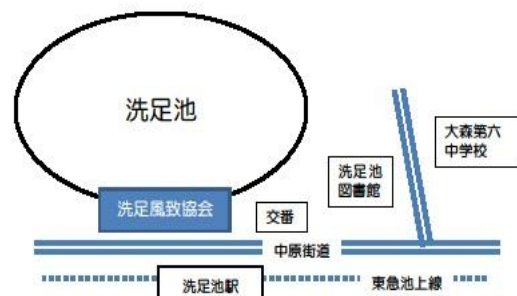 洗足池
大森第六
中学校
洗足池
図書館
洗足風致協会
交番
中原街道
洗足池駅
東急池上線